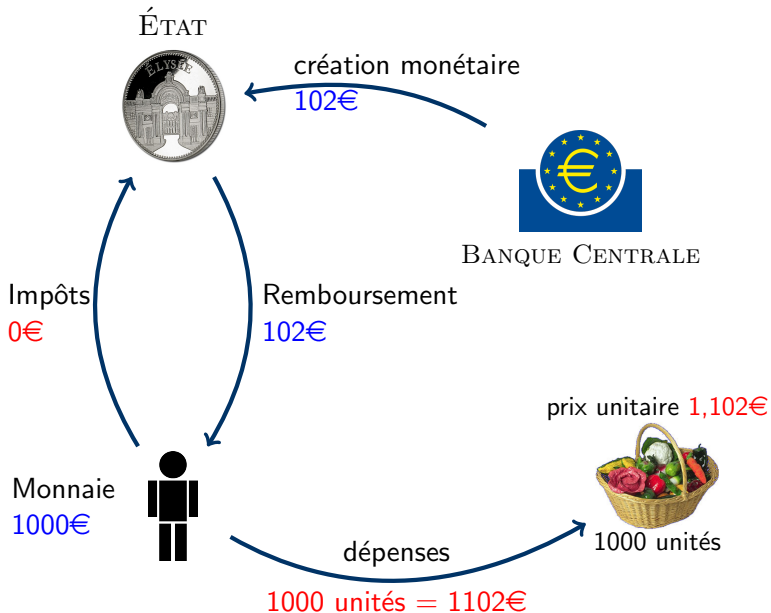 État
ÉLYSÉE
création monétaire
102€
€
Banque Centrale
Impôts
0€
Remboursement
102€
prix unitaire 1,102€
Monnaie
1000€
1000 unités
dépenses
1000 unités = 1102€